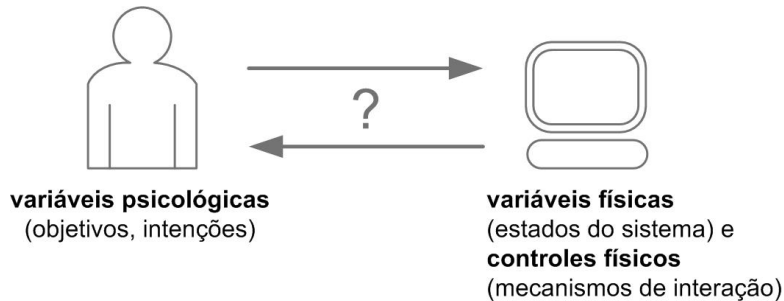 ?
variáveis psicológicas
(objetivos, intenções)
variáveis físicas
(estados do sistema) e
controles físicos
(mecanismos de interação)